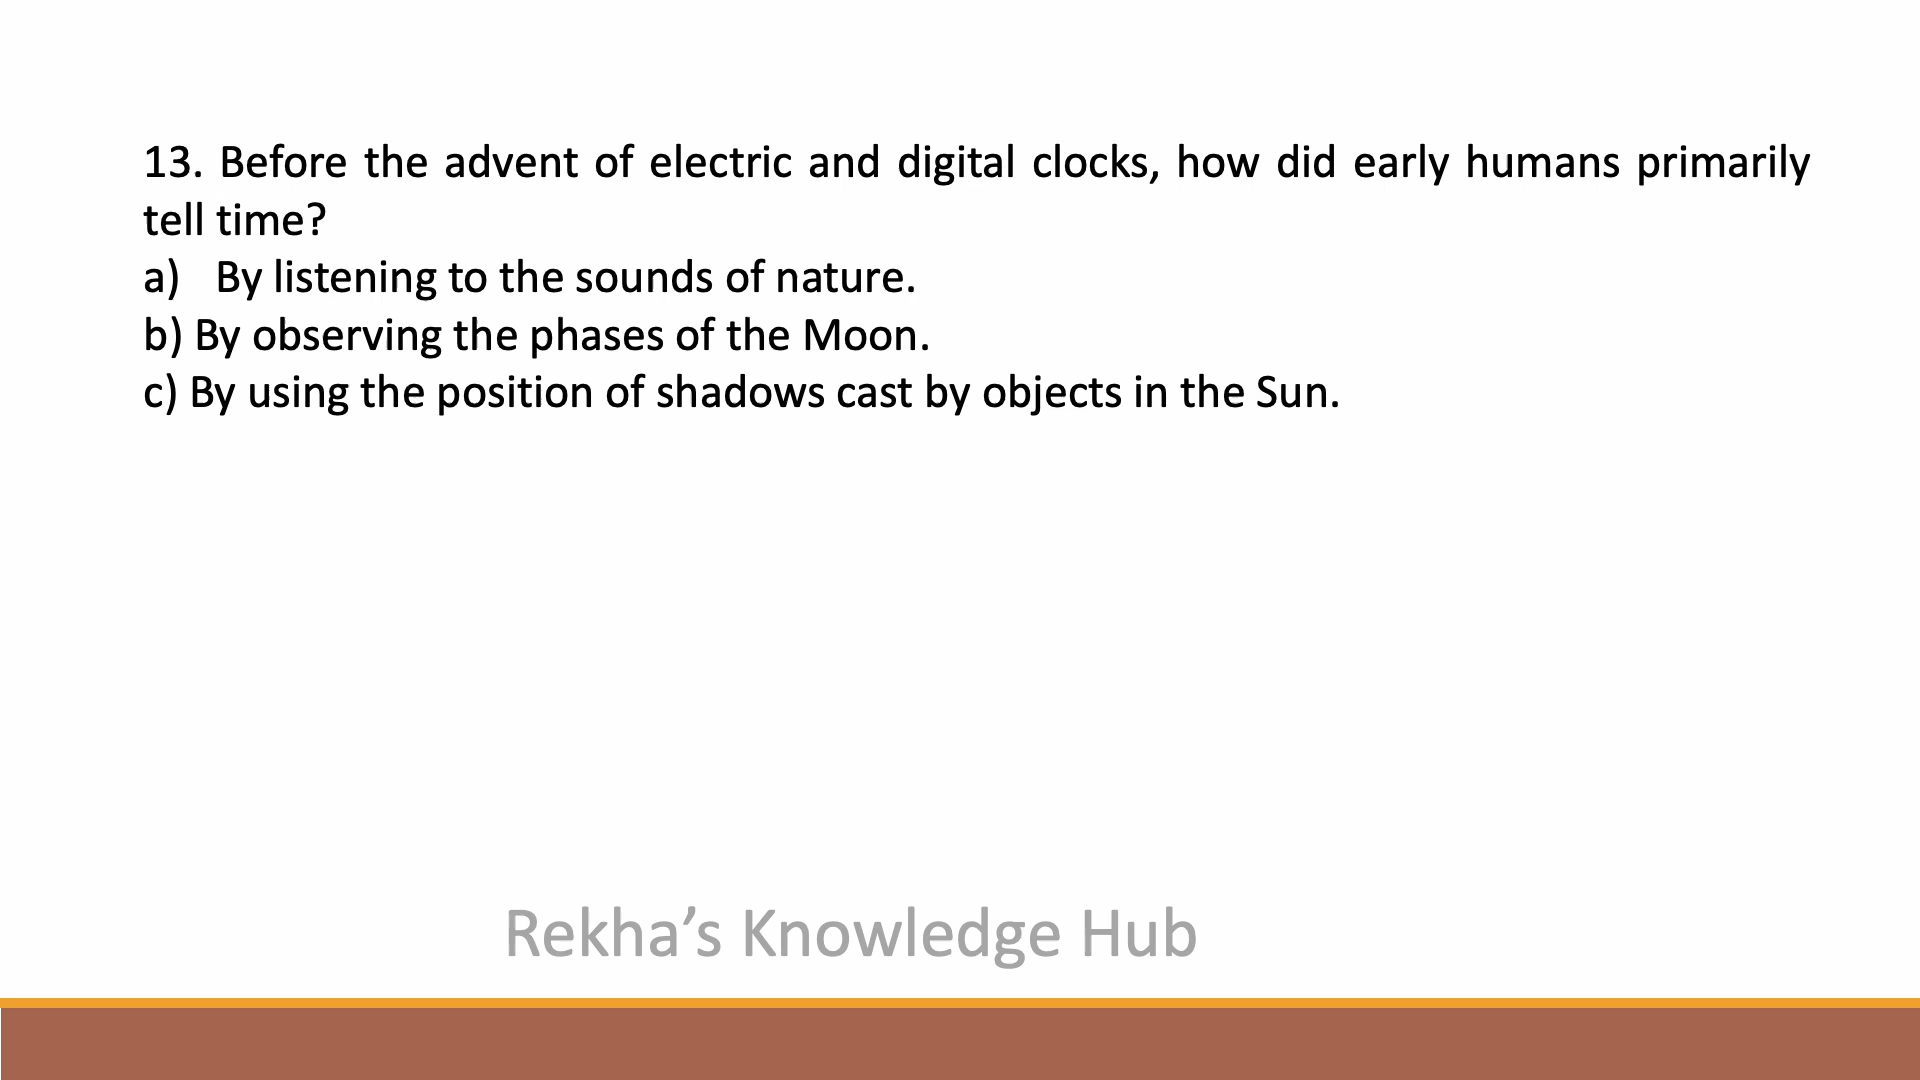 13. Before the advent of electric and digital clocks, how did early humans primarily
tell time?
a) By listening to the sounds of nature.
b) By observing the phases of the Moon.
c) By using the position of shadows cast by objects in the Sun.
Rekha’s Knowledge Hub